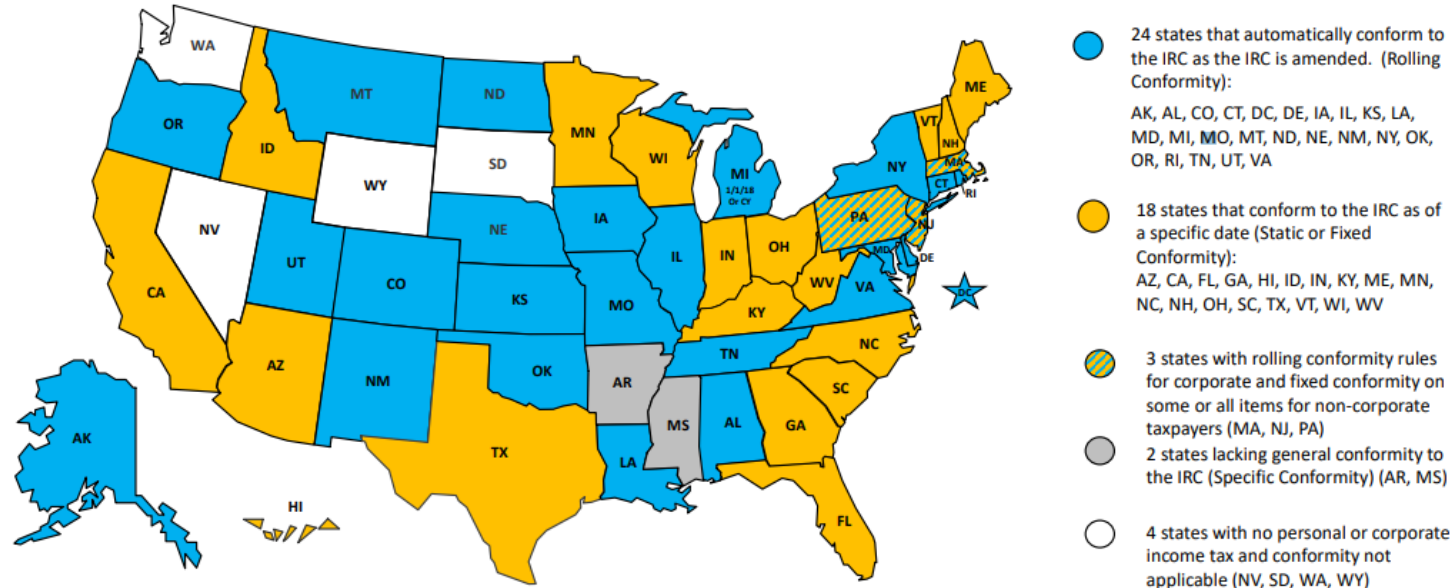 WA
MT
ND
OR
ID
MN
ME
VT
NH
SD
WI
WY
MI
1/1/18
Or CY
NY
MA
CT
RI
NV
NE
IA
PA
NJ
UT
CO
IL
IN
OH
MD
DE
CA
KS
MO
WV
VA
DC
KY
AZ
NM
OK
AR
TN
NC
SC
AK
TX
LA
MS
AL
GA
HI
FL
24 states that automatically conform to
the IRC as the IRC is amended. (Rolling
Conformity):
AK, AL, CO, CT, DC, DE, IA, IL, KS, LA,
MD, MI, MO, MT, ND, NE, NM, NY, OK,
OR, RI, TN, UT, VA
18 states that conform to the IRC as of
a specific date (Static or Fixed
Conformity):
AZ, CA, FL, GA, HI, ID, IN, KY, ME, MN,
NC, NH, OH, SC, TX, VT, WI, WV
3 states with rolling conformity rules
for corporate and fixed conformity on
some or all items for non-corporate
taxpayers (MA, NJ, PA)
2 states lacking general conformity to
the IRC (Specific Conformity) (AR, MS)
4 states with no personal or corporate
income tax and conformity not
applicable (NV, SD, WA, WY)